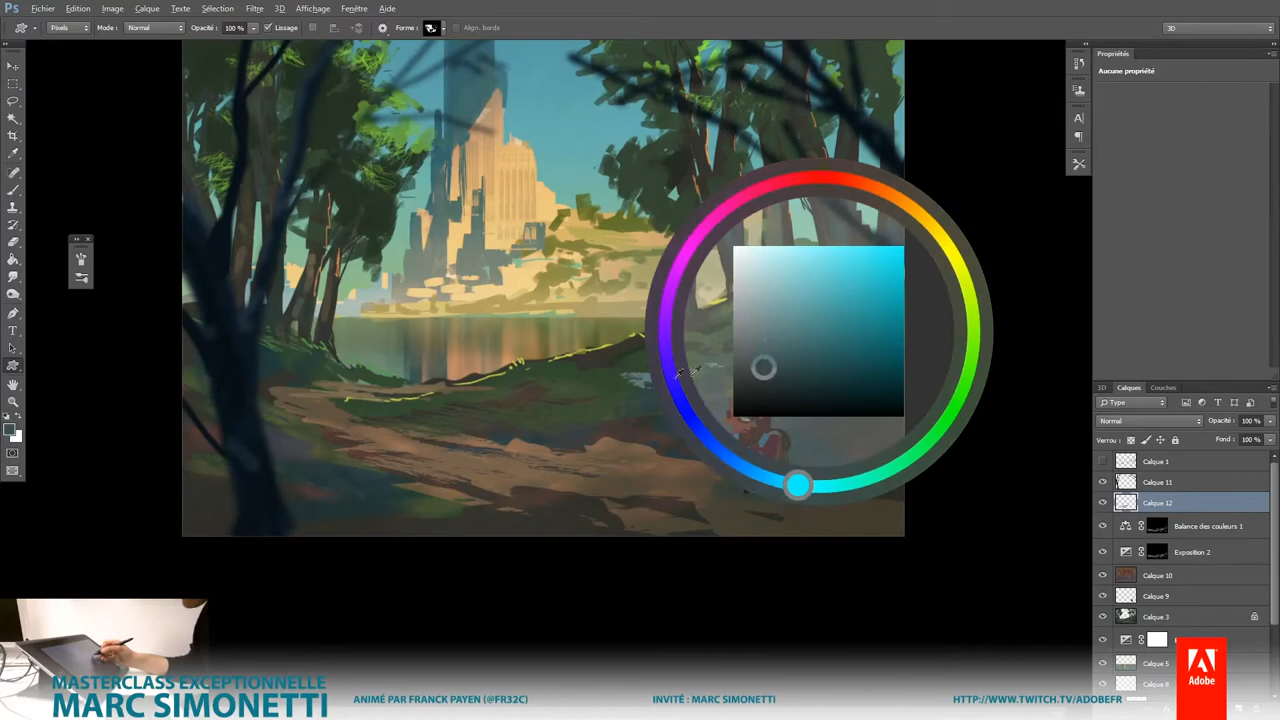 Ps Fichier Edition Image Calque Texte Sélection Filtre 3D Affichage Fenêtre Aide
Pixels Mode : Normal Opacité : 100 % Lissage Forme : Align. bords 3D
Propriétés
Aucune propriété
3D Calques Couches
Type
Normal Opacité : 100 %
Verrou : Fond : 100 %
Calque 1
Calque 11
Calque 12
Balance des couleurs 1
Exposition 2
Calque 10
Calque 9
Calque 3
Calque 5
Calque 8
Adobe
MASTERCLASS EXCEPTIONNELLE
MARC SIMONETTI
ANIMÉ PAR FRANCK PAYEN (@FR32C)
INVITÉ : MARC SIMONETTI
HTTP://WWW.TWITCH.TV/ADOBEFR